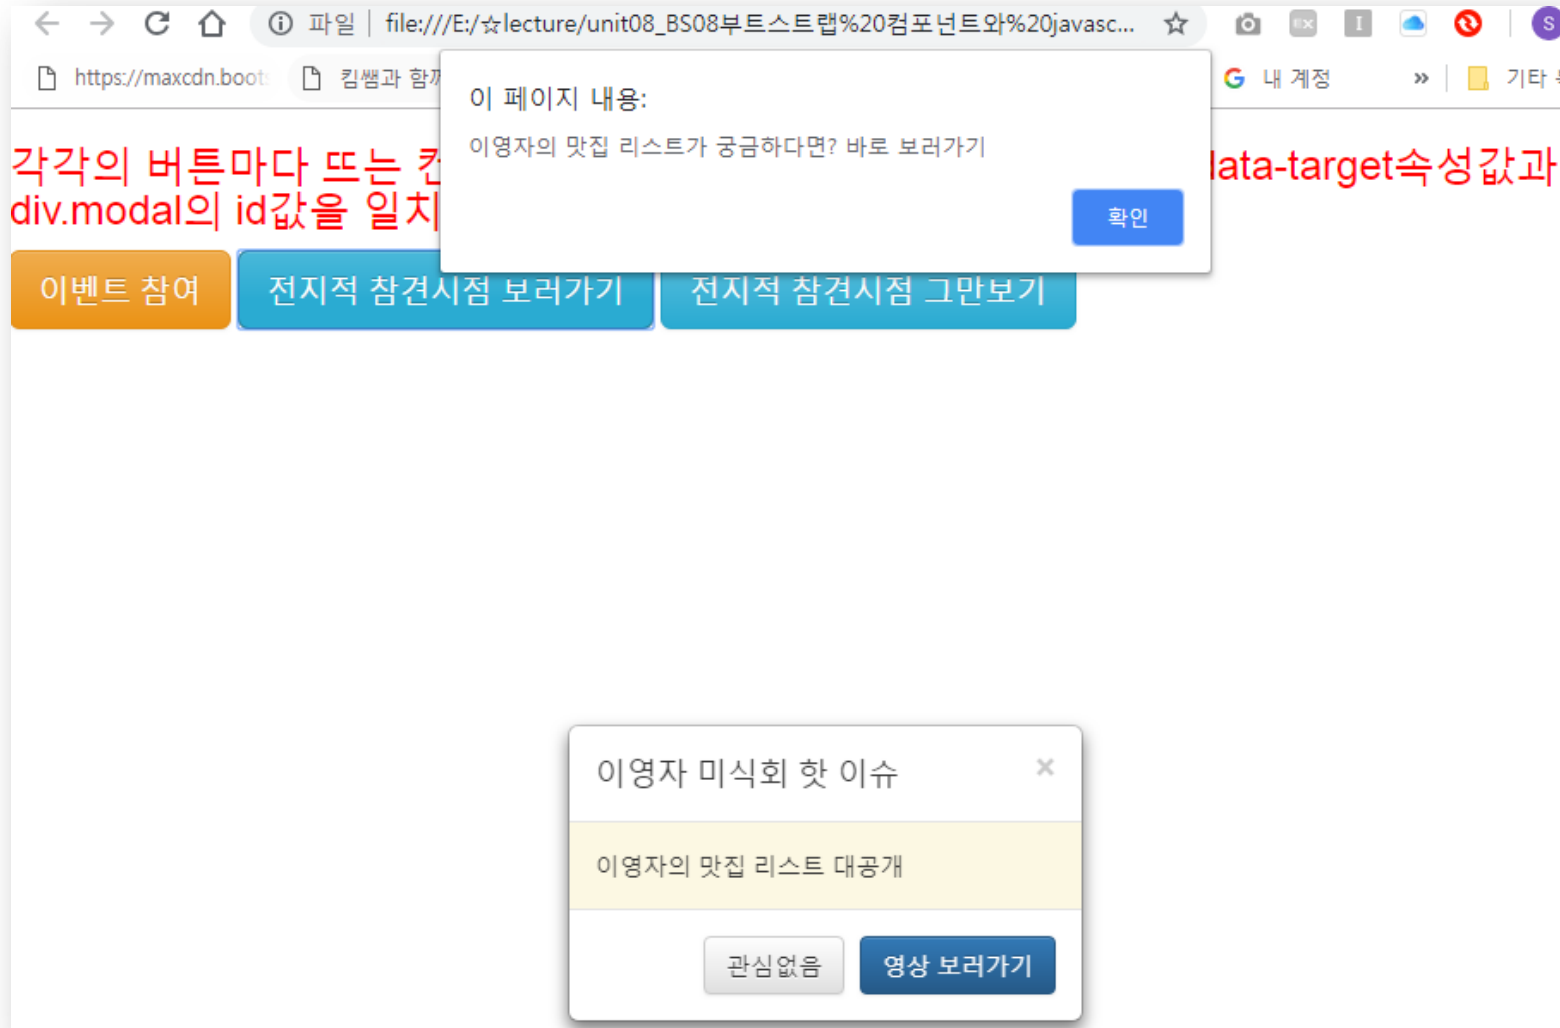 파일 file:///E:/☆lecture/unit08_BS08부트스트랩%20컴포넌트와%20javasc...
S
https://maxcdn.boot
킴쌤과
G 내 계정 » 기타
이 페이지 내용:
이영자의 맛집 리스트가 궁금하다면? 바로 보러가기
확인
각각의 버튼마다 뜨는
data-target속성값과
div.modal의 id값을
이벤트 참여 전지적 참견시점 보러가기 전지적 참견시점 그만보기
이영자 미식회 핫 이슈 ×
이영자의 맛집 리스트 대공개
관심없음 영상 보러가기